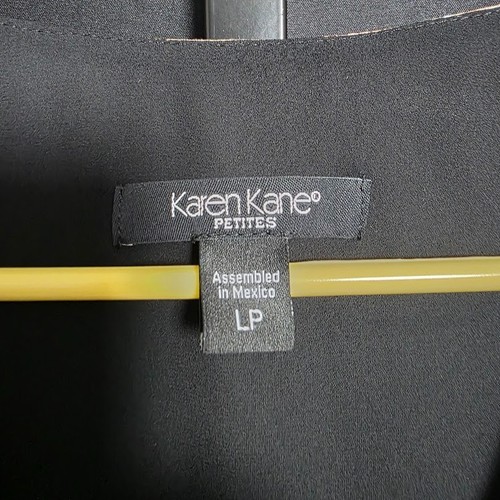 Karen Kane®
PETITES
Assembled
in Mexico
LP